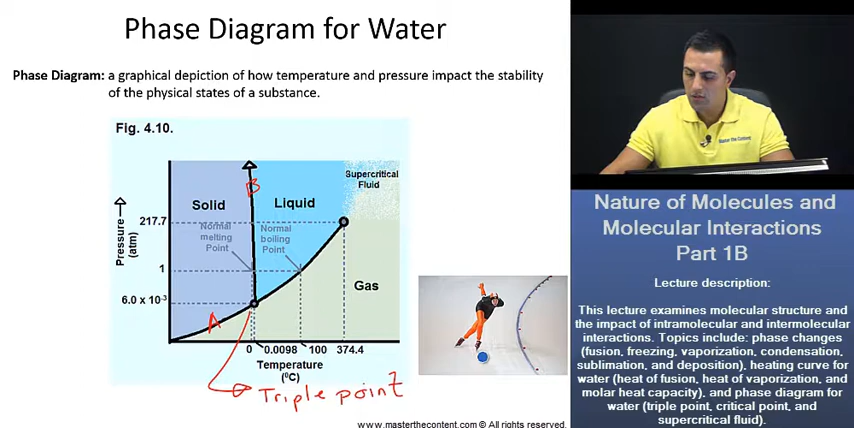 Phase Diagram for Water
Phase Diagram: a graphical depiction of how temperature and pressure impact the stability
of the physical states of a substance.
Fig. 4.10.
Pressure
(atm)
217.7
1
6.0 x 10⁻³
Solid
B
Liquid
Supercritical
Fluid
Normal
melting
Point
Normal
boiling
Point
Gas
A
0
0.0098
100
374.4
Temperature
(⁰C)
Triple point
www.masterthecontent.com © All rights reserved.
Master the Content
Nature of Molecules and
Molecular Interactions
Part 1B
Lecture description:
This lecture examines molecular structure and
the impact of intramolecular and intermolecular
interactions. Topics include: phase changes
(fusion, freezing, vaporization, condensation,
sublimation, and deposition), heating curve for
water (heat of fusion, heat of vaporization, and
molar heat capacity), and phase diagram for
water (triple point, critical point, and
supercritical fluid).